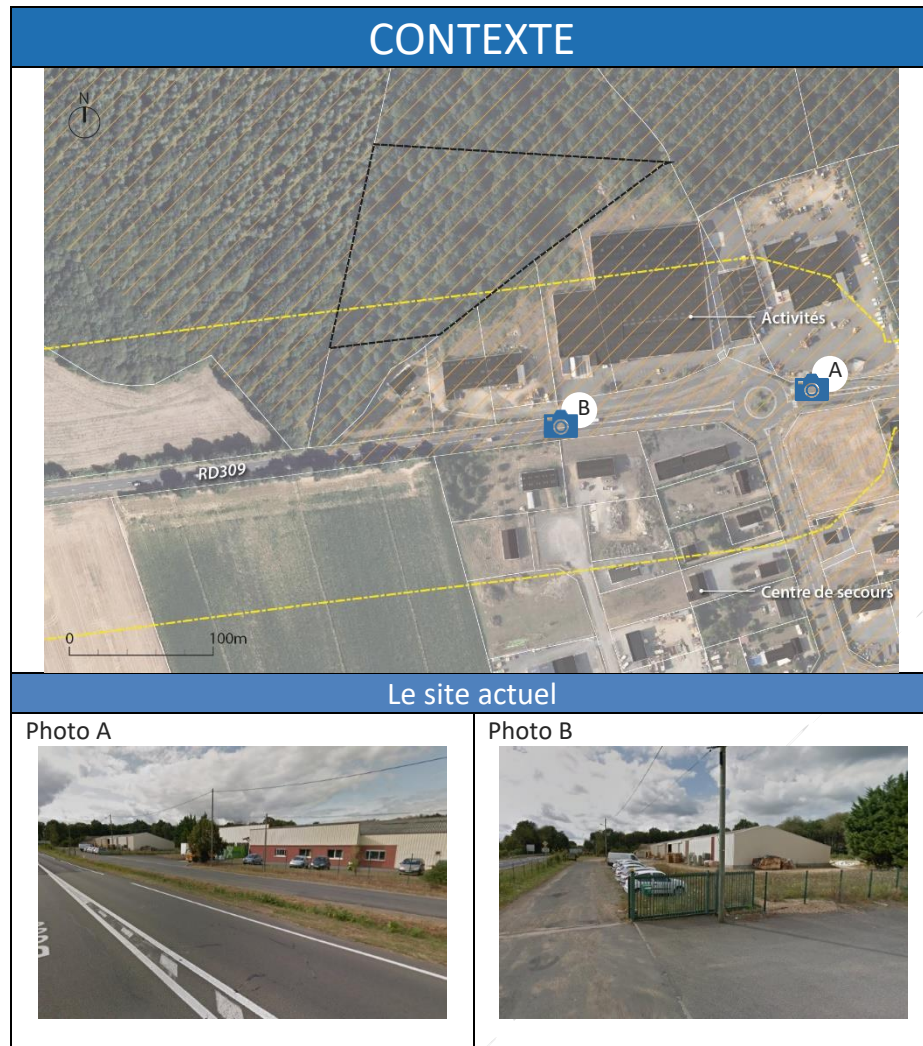 CONTEXTE
N
Activités
A
B
RD309
Centre de secours
0 100m
Le site actuel
Photo A
Photo B